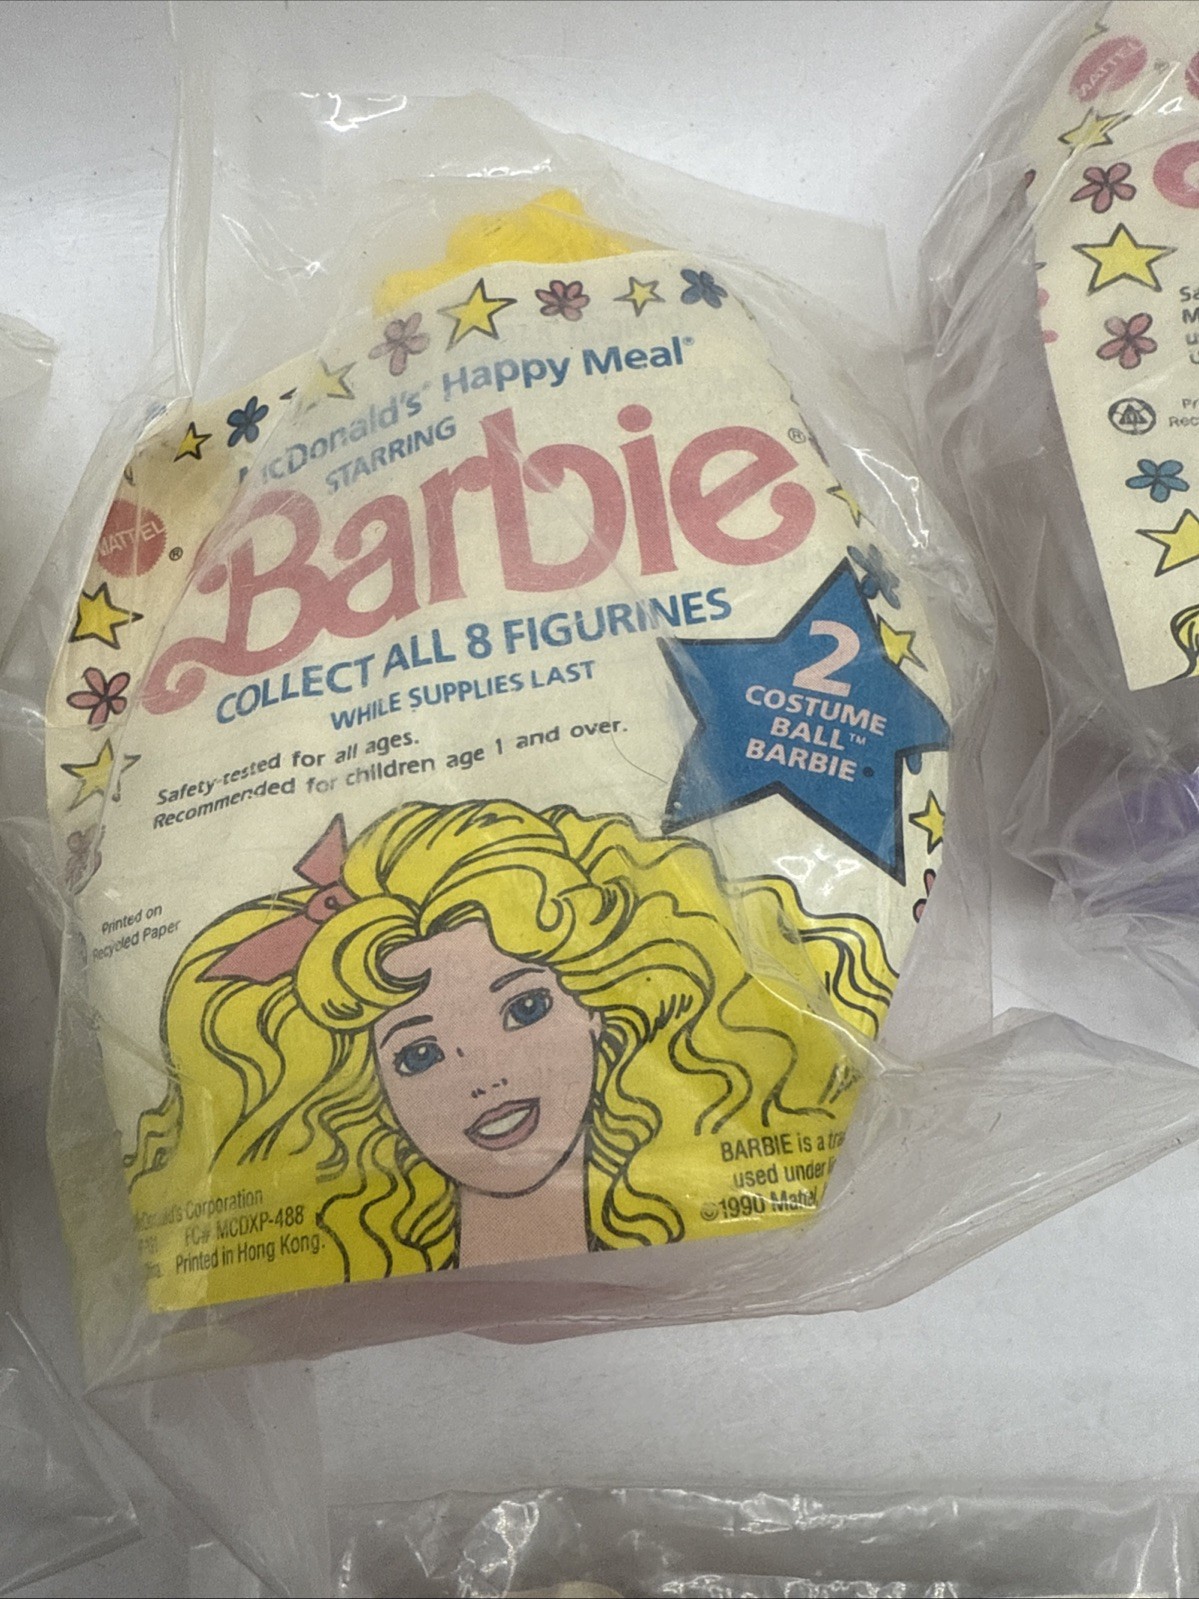 McDonald's® Happy Meal®
STARRING
Barbie®
MATTEL®
COLLECT ALL 8 FIGURINES
WHILE SUPPLIES LAST
Safety-tested for all ages.
Recommended for children age 1 and over.
2
COSTUME
BALL™
BARBIE
Printed on
Recycled Paper
McDonald's Corporation
FC# MCDXP-488
Printed in Hong Kong.
BARBIE is a
used under
©1990 Mattel,
MATTEL